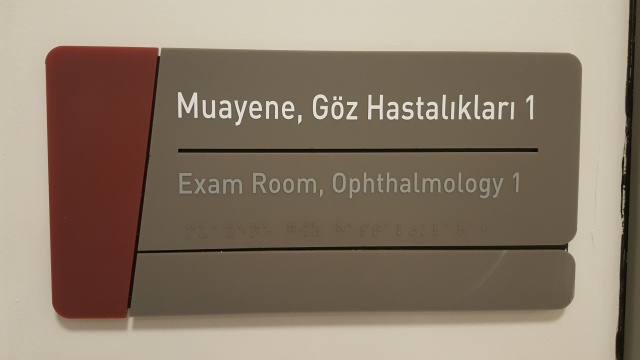 Muayene, Göz Hastalıkları 1
Exam Room, Ophthalmology 1